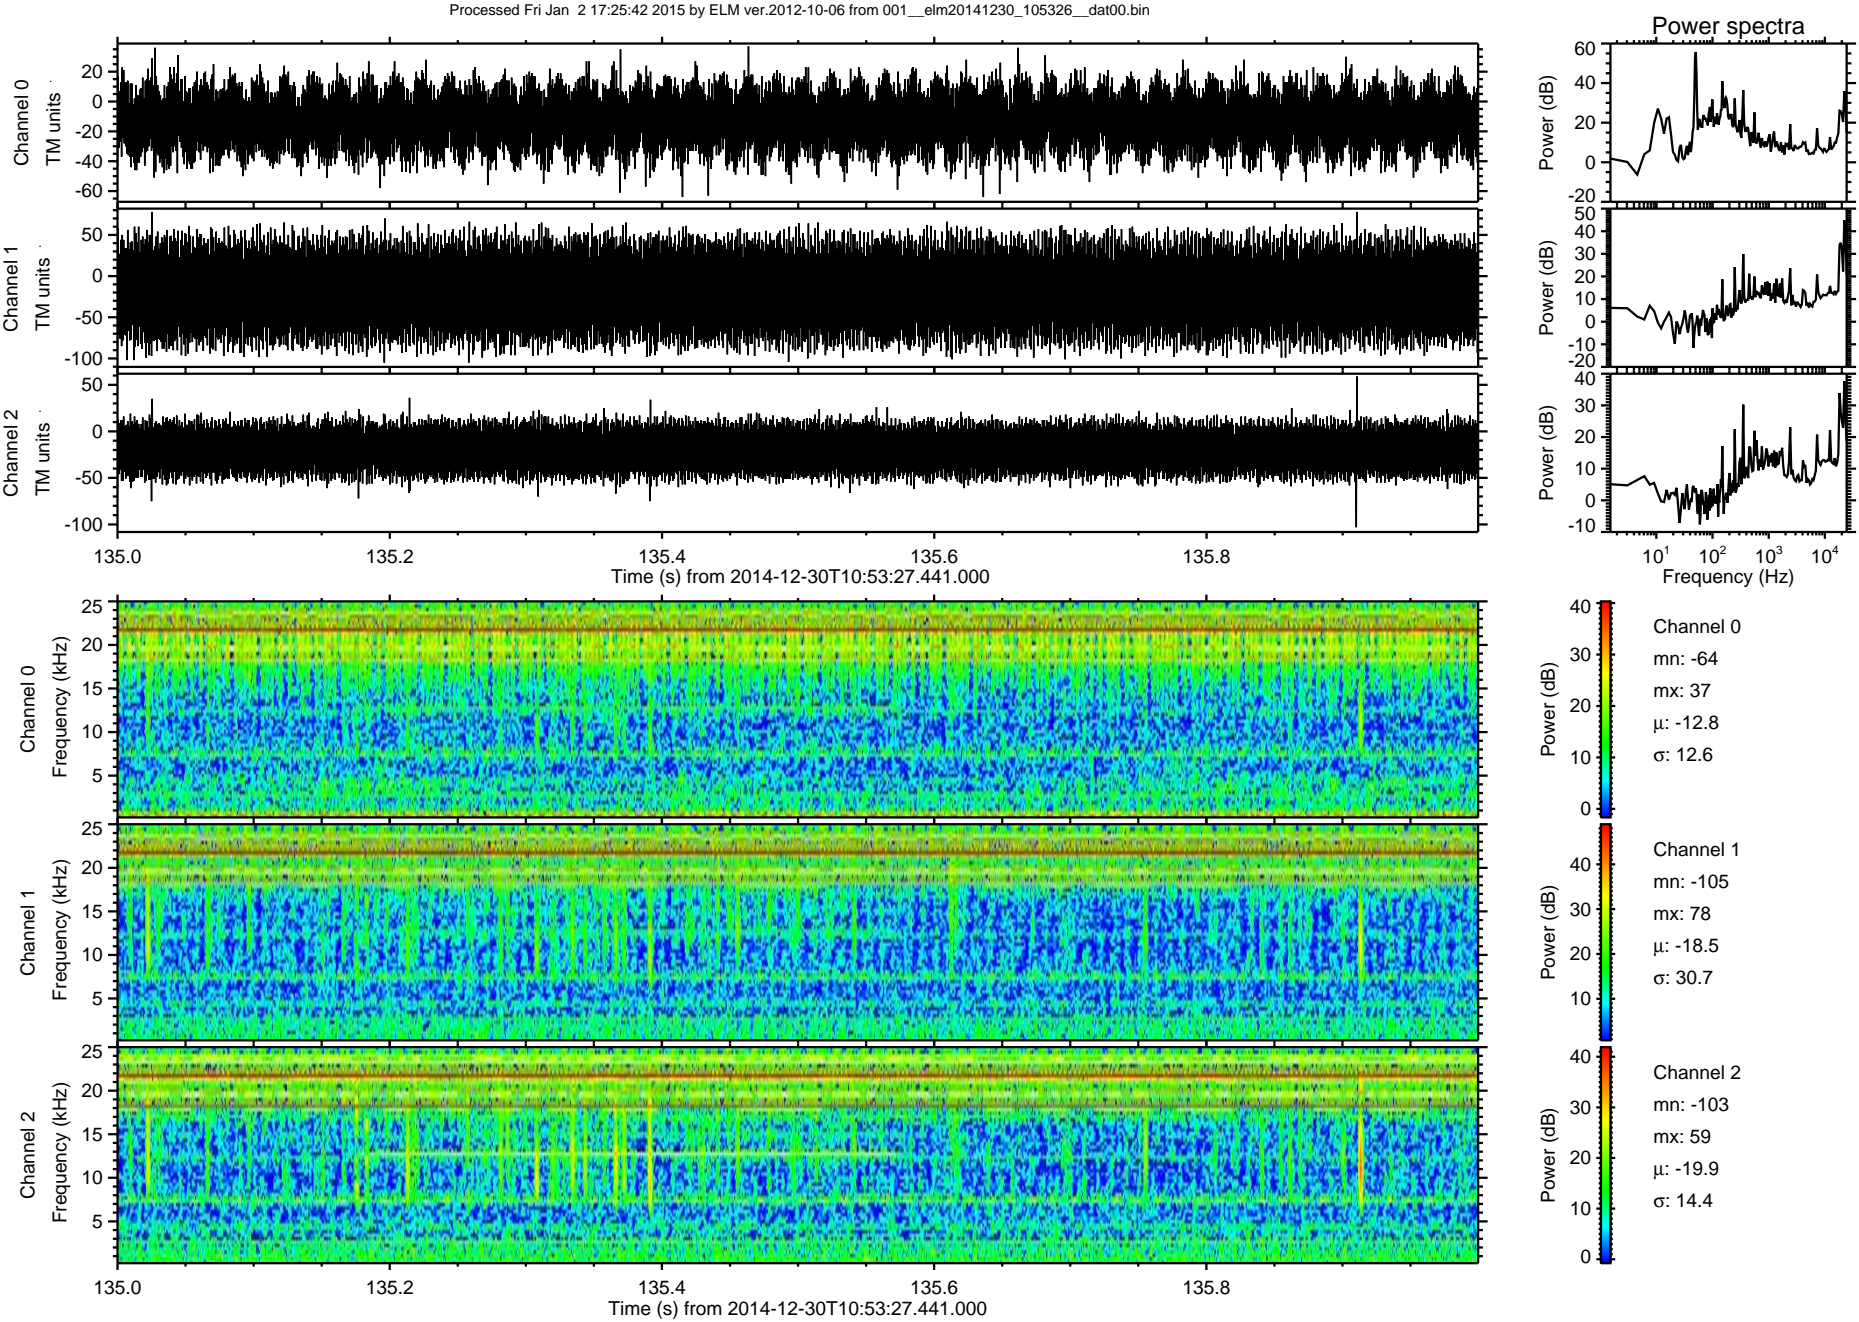 Processed Fri Jan  2 17:25:42 2015 by ELM ver.2012-10-06 from 001__elm20141230_105326__dat00.bin
Power spectra
Channel 0
TM units
20
0
-20
-40
-60
Power (dB)
60
40
20
0
-20
Channel 1
TM units
50
0
-50
-100
Power (dB)
50
40
30
20
10
0
-10
-20
Channel 2
TM units
50
0
-50
-100
Power (dB)
40
30
20
10
0
-10
135.0 135.2 135.4 135.6 135.8
Time (s) from 2014-12-30T10:53:27.441.000
10¹ 10² 10³ 10⁴
Frequency (Hz)
Channel 0
Frequency (kHz)
25
20
15
10
5
Power (dB)
40
30
20
10
0
Channel 0
mn: -64
mx: 37
μ: -12.8
σ: 12.6
Channel 1
Frequency (kHz)
25
20
15
10
5
Power (dB)
40
30
20
10
Channel 1
mn: -105
mx: 78
μ: -18.5
σ: 30.7
Channel 2
Frequency (kHz)
25
20
15
10
5
Power (dB)
40
30
20
10
0
Channel 2
mn: -103
mx: 59
μ: -19.9
σ: 14.4
135.0 135.2 135.4 135.6 135.8
Time (s) from 2014-12-30T10:53:27.441.000